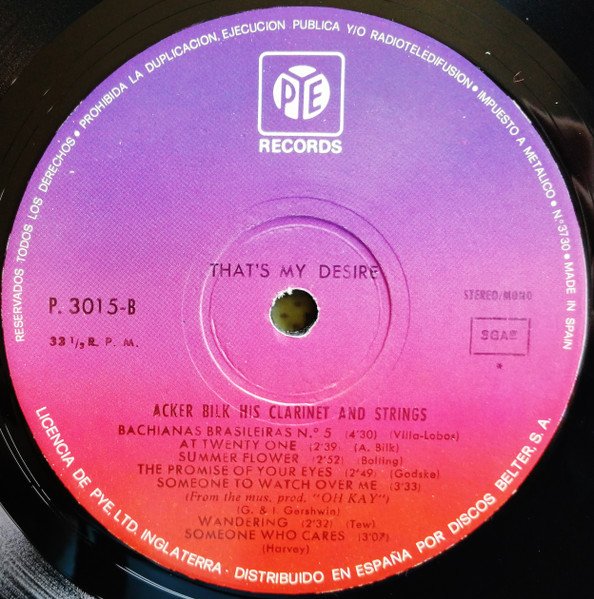 RESERVADOS TODOS LOS DERECHOS • PROHIBIDA LA DUPLICACION, EJECUCION PUBLICA Y/O RADIOTELEDIFUSION • IMPUESTO A METALICO • N.º 3730 • MADE IN SPAIN
PYE
RECORDS
THAT'S MY DESIRE
P. 3015-B
33 1/3 R. P. M.
STEREO/MONO
SGAE
*
ACKER BILK HIS CLARINET AND STRINGS
BACHIANAS BRASILEIRAS N.º 5 (4'30) (Villa-Lobos)
AT TWENTY ONE (2'39) (A. Bilk)
SUMMER FLOWER (2'52) (Bolting)
THE PROMISE OF YOUR EYES (2'49) (Godske)
SOMEONE TO WATCH OVER ME (3'33)
(From the mus. prod. "OH KAY")
(G. & I. Gershwin)
WANDERING (2'32) (Tew)
SOMEONE WHO CARES (3'07)
(Harvey)
LICENCIA DE PYE, LTD. INGLATERRA - DISTRIBUIDO EN ESPAÑA POR DISCOS BELTER, S.A.